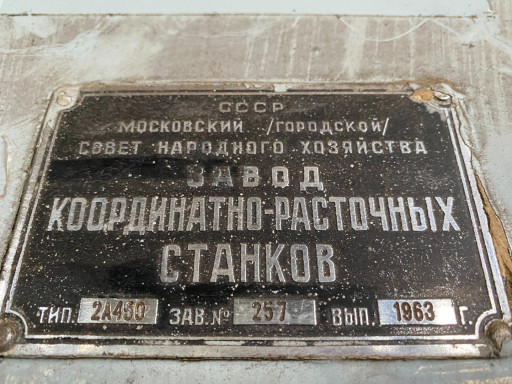 СССР
МОСКОВСКИЙ /ГОРОДСКОЙ/
СОВЕТ НАРОДНОГО ХОЗЯЙСТВА
ЗАВОД
КООРДИНАТНО-РАСТОЧНЫХ
СТАНКОВ
ТИП. 2А450 ЗАВ.№ 257 ВЫП. 1963 Г.